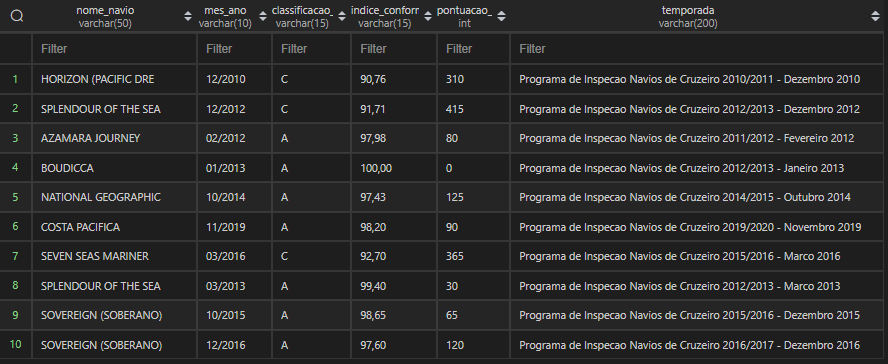 nome_navio mes_ano classificacao_ indice_conforr pontuacao_ temporada
varchar(50) varchar(10) varchar(15) varchar(15) int varchar(200)
Filter Filter Filter Filter Filter Filter
1 HORIZON (PACIFIC DRE 12/2010 C 90,76 310 Programa de Inspecao Navios de Cruzeiro 2010/2011 - Dezembro 2010
2 SPLENDOUR OF THE SEA 12/2012 C 91,71 415 Programa de Inspecao Navios de Cruzeiro 2012/2013 - Dezembro 2012
3 AZAMARA JOURNEY 02/2012 A 97,98 80 Programa de Inspecao Navios de Cruzeiro 2011/2012 - Fevereiro 2012
4 BOUDICCA 01/2013 A 100,00 0 Programa de Inspecao Navios de Cruzeiro 2012/2013 - Janeiro 2013
5 NATIONAL GEOGRAPHIC 10/2014 A 97,43 125 Programa de Inspecao Navios de Cruzeiro 2014/2015 - Outubro 2014
6 COSTA PACIFICA 11/2019 A 98,20 90 Programa de Inspecao Navios de Cruzeiro 2019/2020 - Novembro 2019
7 SEVEN SEAS MARINER 03/2016 C 92,70 365 Programa de Inspecao Navios de Cruzeiro 2015/2016 - Marco 2016
8 SPLENDOUR OF THE SEA 03/2013 A 99,40 30 Programa de Inspecao Navios de Cruzeiro 2012/2013 - Marco 2013
9 SOVEREIGN (SOBERANO) 10/2015 A 98,65 65 Programa de Inspecao Navios de Cruzeiro 2015/2016 - Dezembro 2015
10 SOVEREIGN (SOBERANO) 12/2016 A 97,60 120 Programa de Inspecao Navios de Cruzeiro 2016/2017 - Dezembro 2016